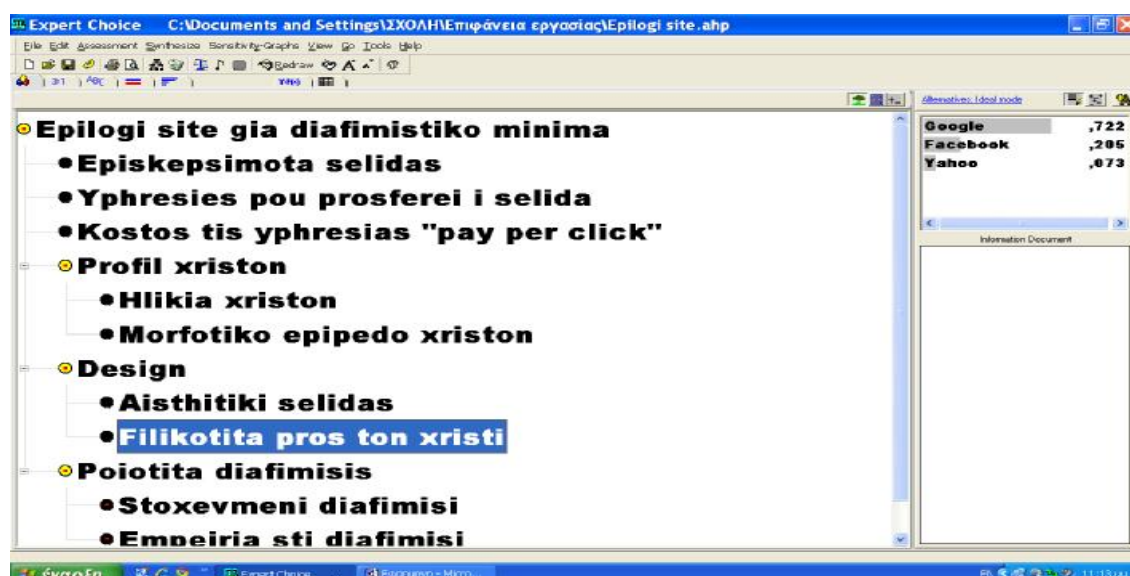 Expert Choice C:\Documents and Settings\ΣΧΟΛΗ\Επιφάνεια εργασίας\Epilogi site.ahp
File Edit Assessment Synthesize Sensitivity-Graphs View Go Tools Help
Redraw
Alternatives: Ideal mode
Epilogi site gia diafimistiko minima
Episkepsimota selidas
Yphresies pou prosferei i selida
Kostos tis yphresias "pay per click"
Profil xriston
Hlikia xriston
Morfotiko epipedo xriston
Design
Aisthitiki selidas
Filikotita pros ton xristi
Poiotita diafimisis
Stoxevmeni diafimisi
Empeiria sti diafimisi
Google ,722
Facebook ,205
Yahoo ,073
Information Document
έναρξη
Expert Choice
EN